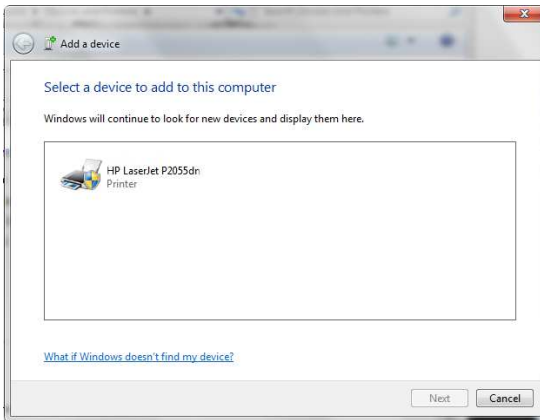 Add a device
Select a device to add to this computer
Windows will continue to look for new devices and display them here.
HP LaserJet P2055dn
Printer
What if Windows doesn't find my device?
Next
Cancel